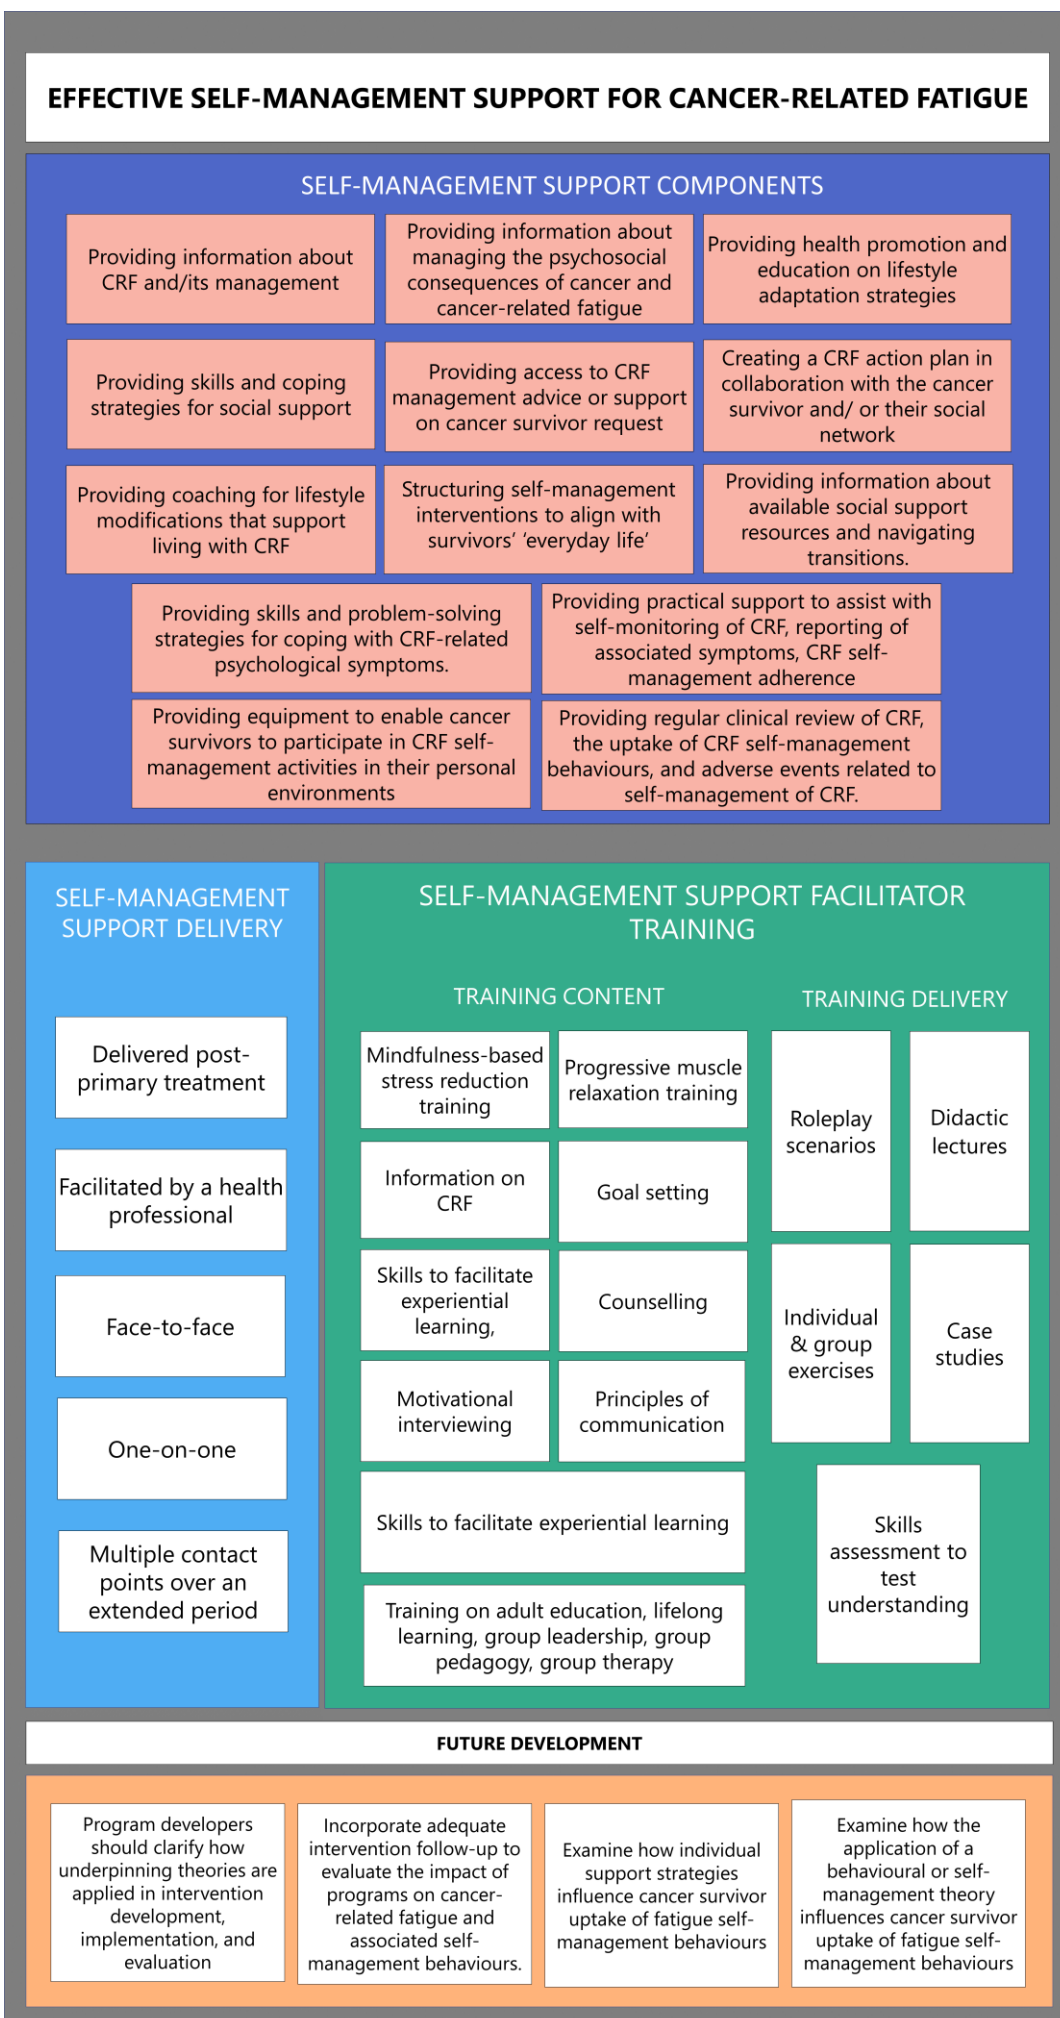 EFFECTIVE SELF-MANAGEMENT SUPPORT FOR CANCER-RELATED FATIGUE
SELF-MANAGEMENT SUPPORT COMPONENTS
Providing information about
CRF and/its management
Providing information about
managing the psychosocial
consequences of cancer and
cancer-related fatigue
Providing health promotion and
education on lifestyle
adaptation strategies
Providing skills and coping
strategies for social support
Providing access to CRF
management advice or support
on cancer survivor request
Creating a CRF action plan in
collaboration with the cancer
survivor and/ or their social
network
Providing coaching for lifestyle
modifications that support
living with CRF
Structuring self-management
interventions to align with
survivors’ ‘everyday life’
Providing information about
available social support
resources and navigating
transitions.
Providing skills and problem-solving
strategies for coping with CRF-related
psychological symptoms.
Providing practical support to assist with
self-monitoring of CRF, reporting of
associated symptoms, CRF self-
management adherence
Providing equipment to enable cancer
survivors to participate in CRF self-
management activities in their personal
environments
Providing regular clinical review of CRF,
the uptake of CRF self-management
behaviours, and adverse events related to
self-management of CRF.
SELF-MANAGEMENT
SUPPORT DELIVERY
Delivered post-
primary treatment
Facilitated by a health
professional
Face-to-face
One-on-one
Multiple contact
points over an
extended period
SELF-MANAGEMENT SUPPORT FACILITATOR
TRAINING
TRAINING CONTENT
Mindfulness-based
stress reduction
training
Progressive muscle
relaxation training
Information on
CRF
Goal setting
Skills to facilitate
experiential
learning,
Counselling
Motivational
interviewing
Principles of
communication
Skills to facilitate experiential learning
Training on adult education, lifelong
learning, group leadership, group
pedagogy, group therapy
TRAINING DELIVERY
Roleplay
scenarios
Didactic
lectures
Individual
& group
exercises
Case
studies
Skills
assessment to
test
understanding
FUTURE DEVELOPMENT
Program developers
should clarify how
underpinning theories are
applied in intervention
development,
implementation, and
evaluation
Incorporate adequate
intervention follow-up to
evaluate the impact of
programs on cancer-
related fatigue and
associated self-
management behaviours.
Examine how individual
support strategies
influence cancer survivor
uptake of fatigue self-
management behaviours
Examine how the
application of a
behavioural or self-
management theory
influences cancer survivor
uptake of fatigue self-
management behaviours